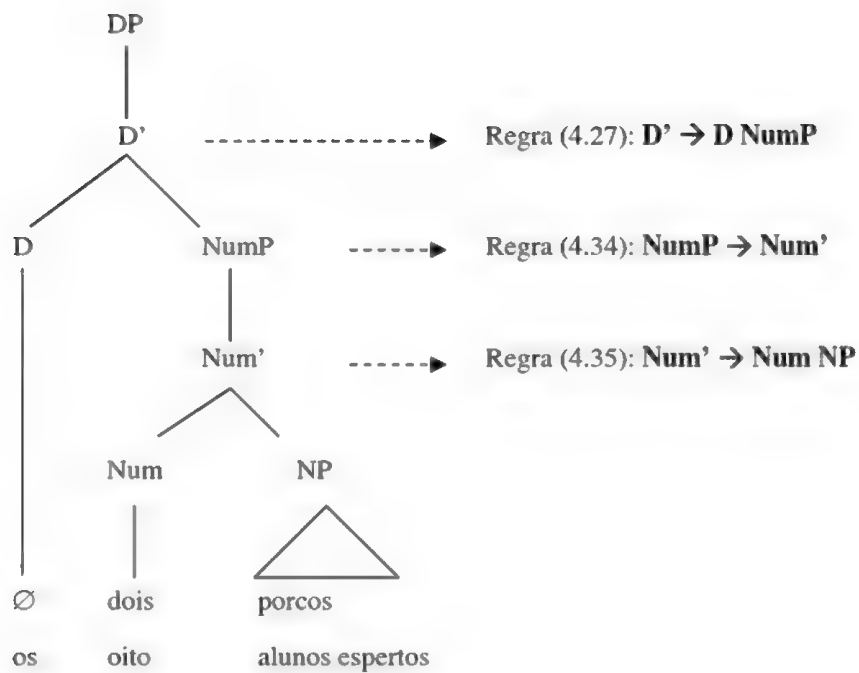 DP
D’ Regra (4.27): D’ → D NumP
D NumP Regra (4.34): NumP → Num’
Num’ Regra (4.35): Num’ → Num NP
Num NP
∅ dois porcos
os oito alunos espertos